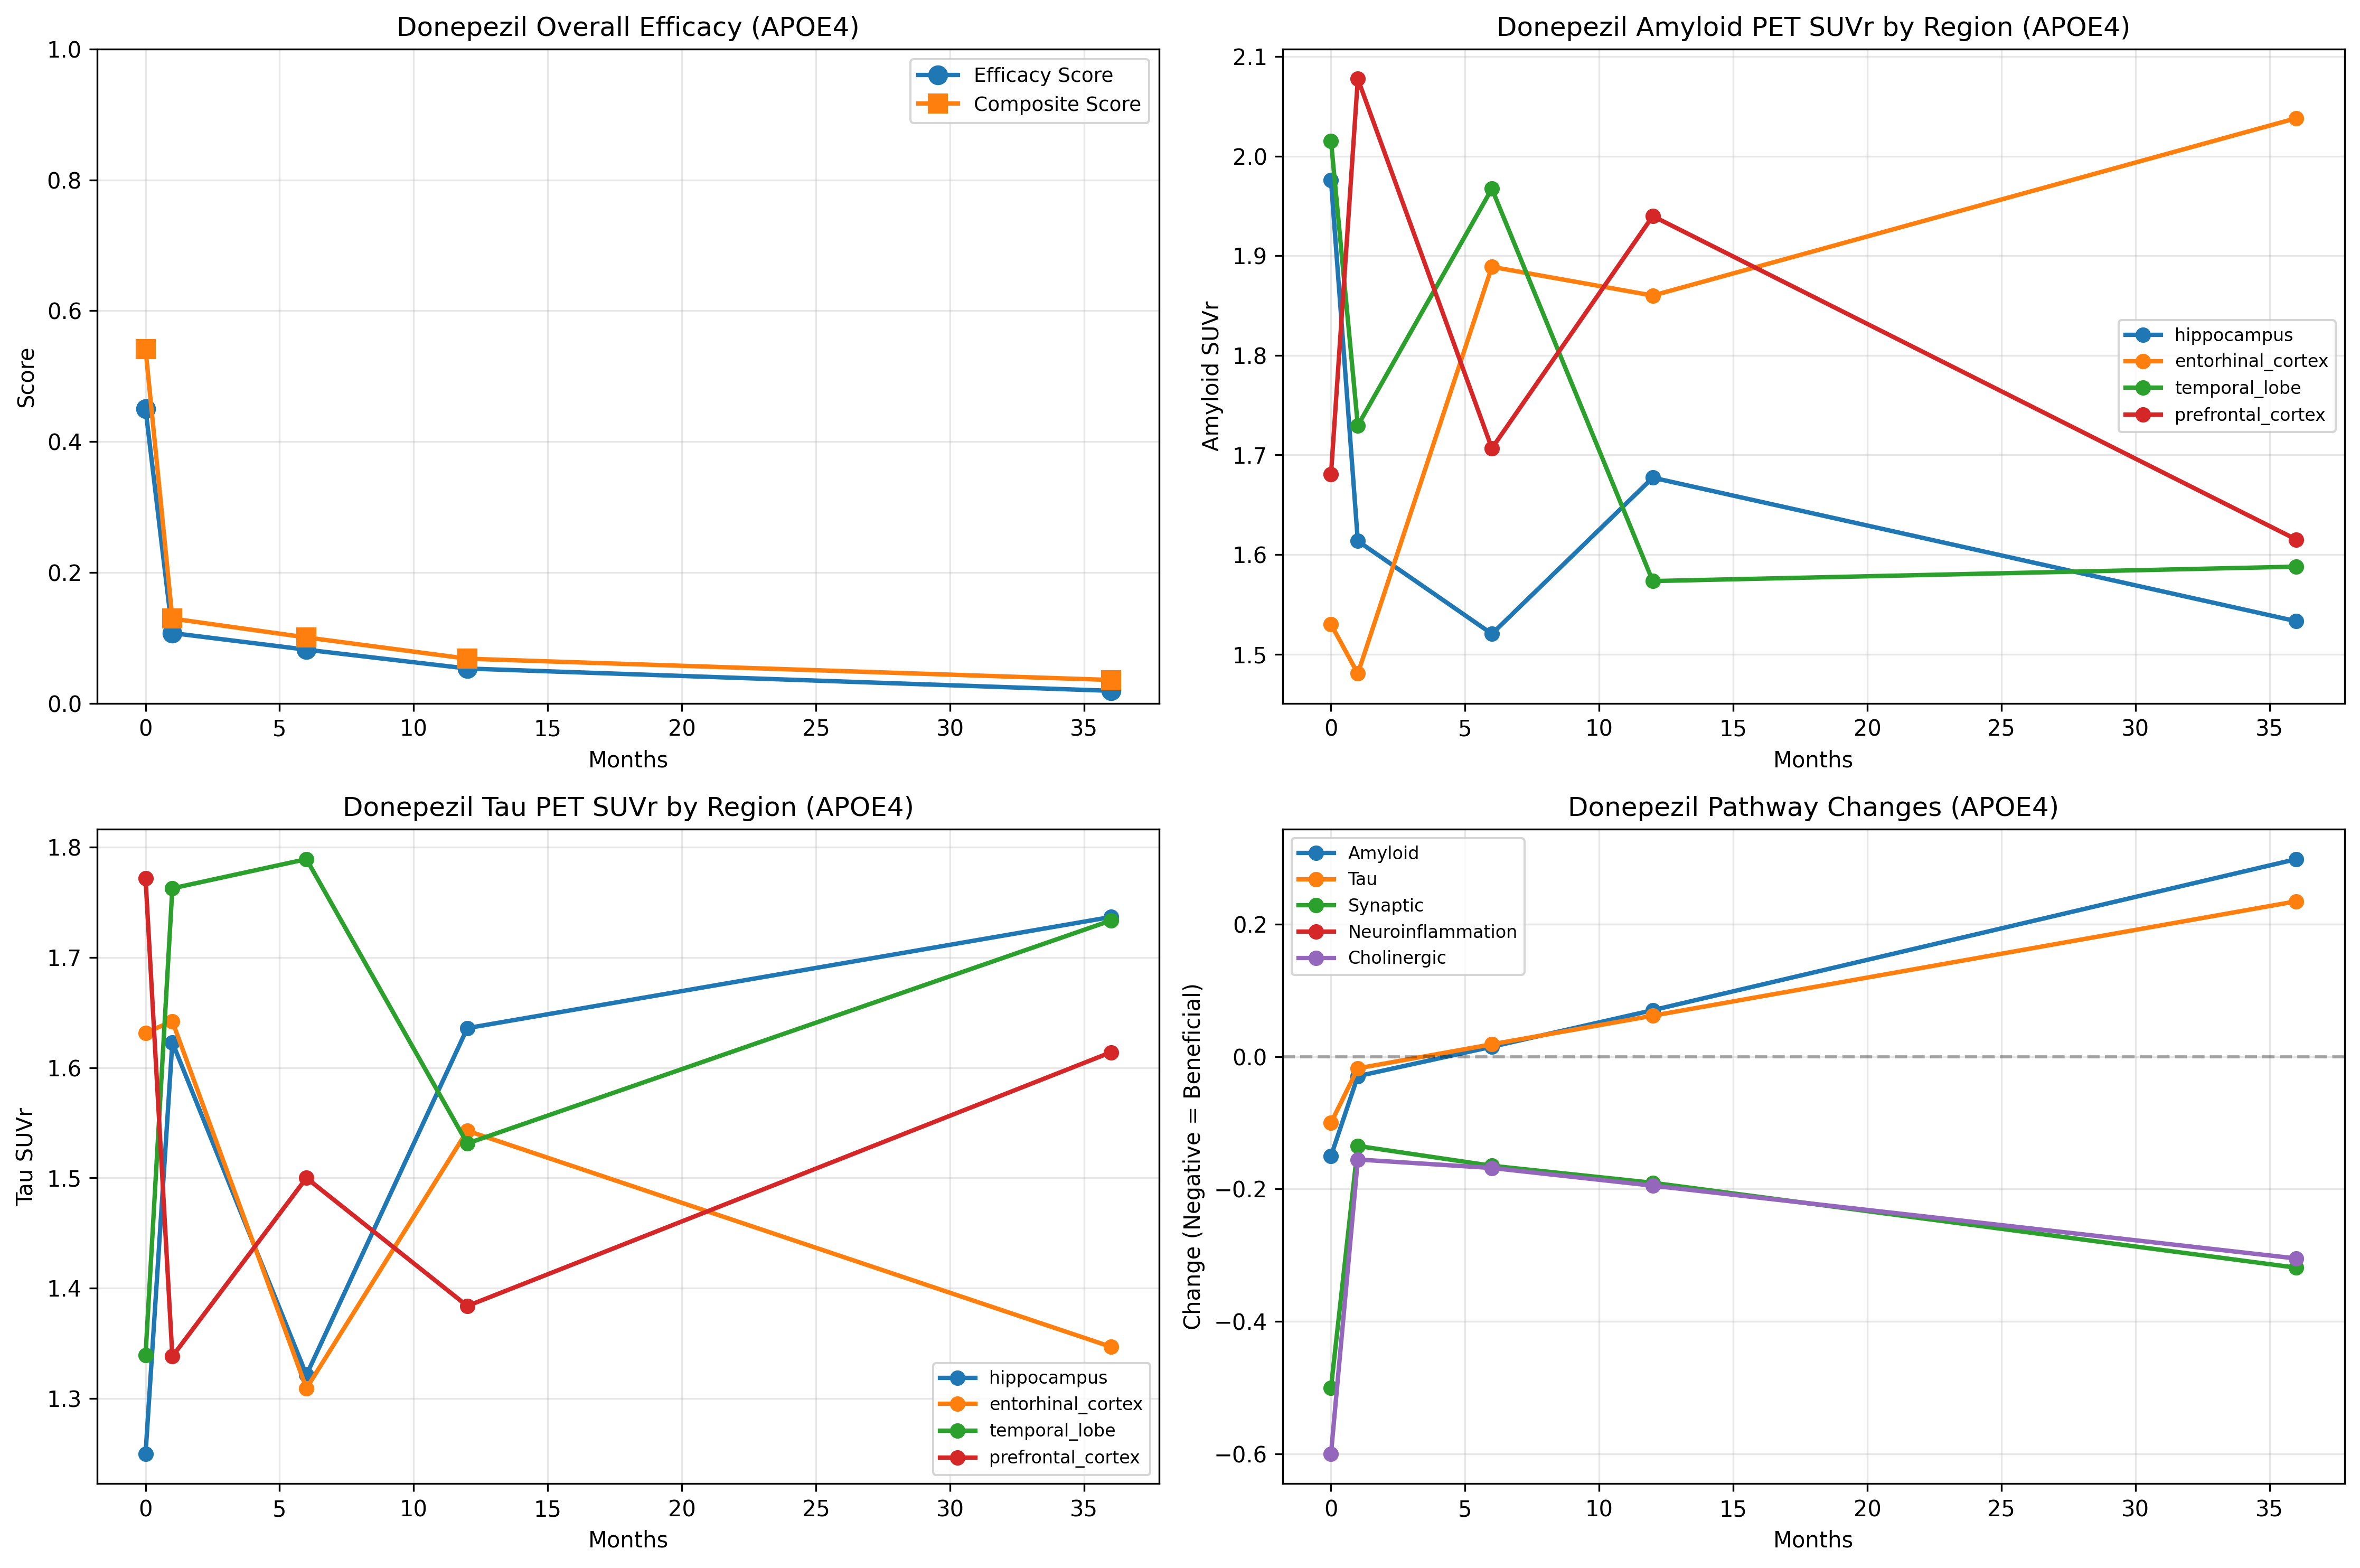 Donepezil Overall Efficacy (APOE4)
1.0
0.8
0.6
0.4
0.2
0.0
Score
0 5 10 15 20 25 30 35
Months
Efficacy Score
Composite Score
Donepezil Amyloid PET SUVr by Region (APOE4)
2.1
2.0
1.9
1.8
1.7
1.6
1.5
Amyloid SUVr
0 5 10 15 20 25 30 35
Months
hippocampus
entorhinal_cortex
temporal_lobe
prefrontal_cortex
Donepezil Tau PET SUVr by Region (APOE4)
1.8
1.7
1.6
1.5
1.4
1.3
Tau SUVr
0 5 10 15 20 25 30 35
Months
hippocampus
entorhinal_cortex
temporal_lobe
prefrontal_cortex
Donepezil Pathway Changes (APOE4)
0.2
0.0
−0.2
−0.4
−0.6
Change (Negative = Beneficial)
0 5 10 15 20 25 30 35
Months
Amyloid
Tau
Synaptic
Neuroinflammation
Cholinergic